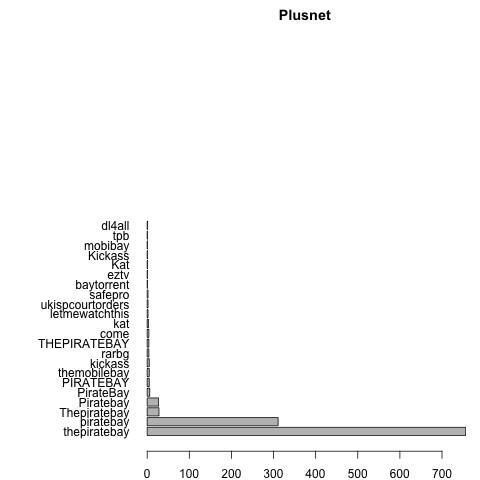 Plusnet
dl4all
tpb
mobibay
Kickass
Kat
eztv
baytorrent
safepro
ukispcourtorders
letmewatchthis
kat
come
THEPIRATEBAY
rarbg
kickass
themobilebay
PIRATEBAY
PirateBay
Piratebay
Thepiratebay
piratebay
thepiratebay
0 100 200 300 400 500 600 700